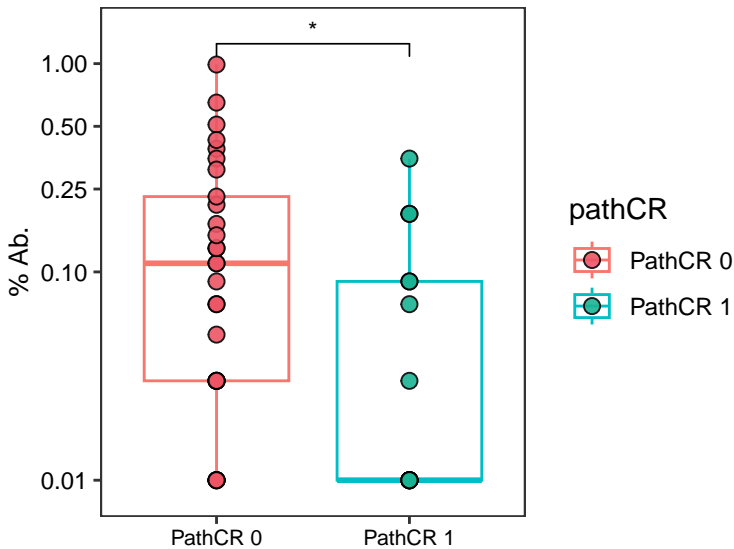 *
1.00
0.50
0.25
0.10
0.01
% Ab.
PathCR 0
PathCR 1
pathCR
PathCR 0
PathCR 1